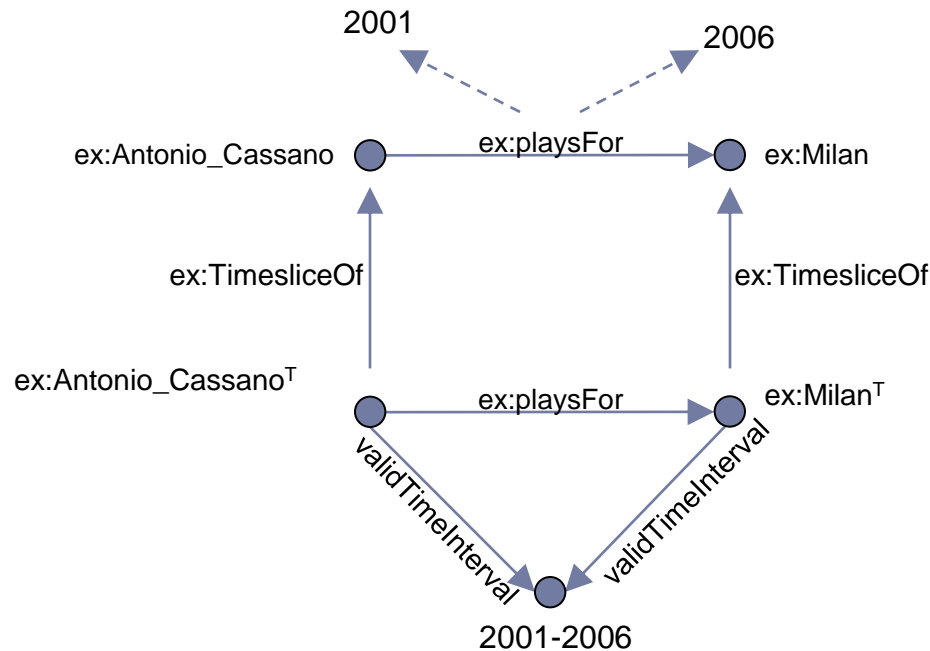 2001
2006
ex:Antonio_Cassano
ex:playsFor
ex:Milan
ex:TimesliceOf
ex:TimesliceOf
ex:Antonio_Cassanoᵀ
ex:playsFor
ex:Milanᵀ
validTimeInterval
validTimeInterval
2001-2006